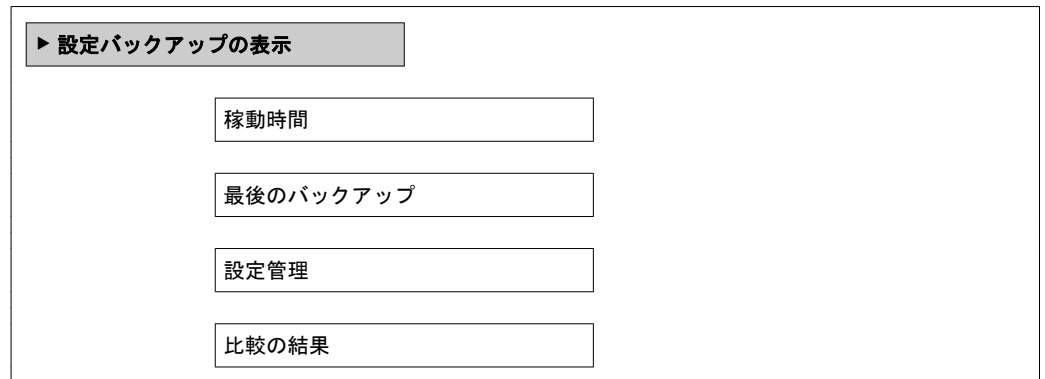 ▶ 設定バックアップの表示
稼動時間
最後のバックアップ
設定管理
比較の結果